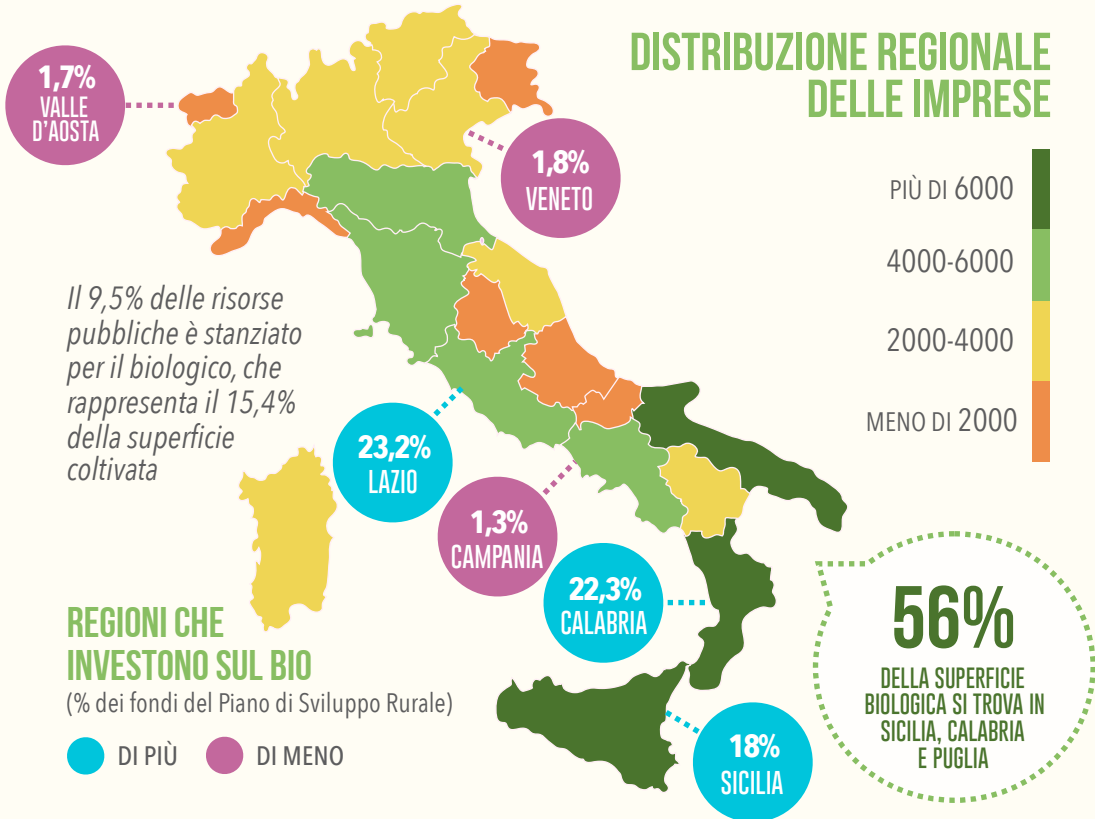 DISTRIBUZIONE REGIONALE
DELLE IMPRESE
PIÙ DI 6000
4000-6000
2000-4000
MENO DI 2000
1,7%
VALLE
D'AOSTA
1,8%
VENETO
Il 9,5% delle risorse
pubbliche è stanziato
per il biologico, che
rappresenta il 15,4%
della superficie
coltivata
23,2%
LAZIO
1,3%
CAMPANIA
22,3%
CALABRIA
18%
SICILIA
REGIONI CHE
INVESTONO SUL BIO
(% dei fondi del Piano di Sviluppo Rurale)
DI PIÙ
DI MENO
56%
DELLA SUPERFICIE
BIOLOGICA SI TROVA IN
SICILIA, CALABRIA
E PUGLIA